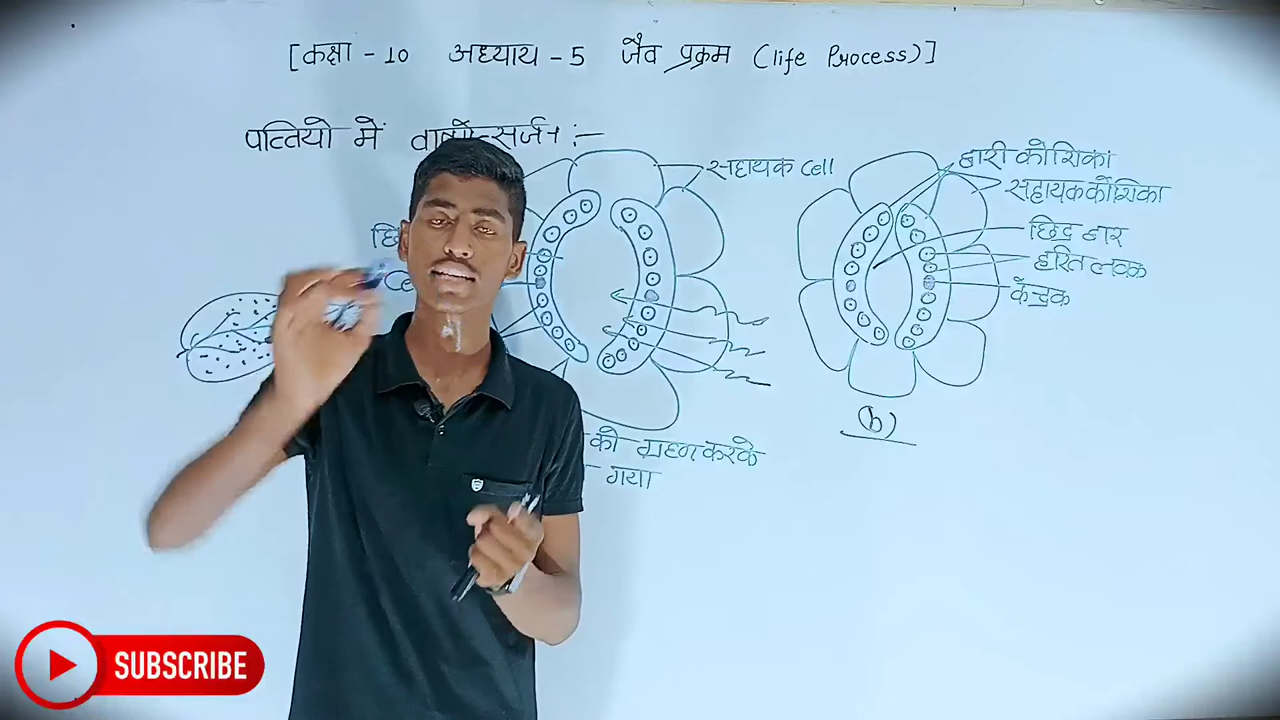 [कक्षा - 10 अध्याय - 5 जैव प्रक्रम (life Process)]
पत्तियो में :-
सहायक Cell
द्वारी कोसिका
सहायक कोसिका
छिद्र द्वार
हरित लवक
केंद्रक
(b)
को ग्रहण करके
गया
SUBSCRIBE